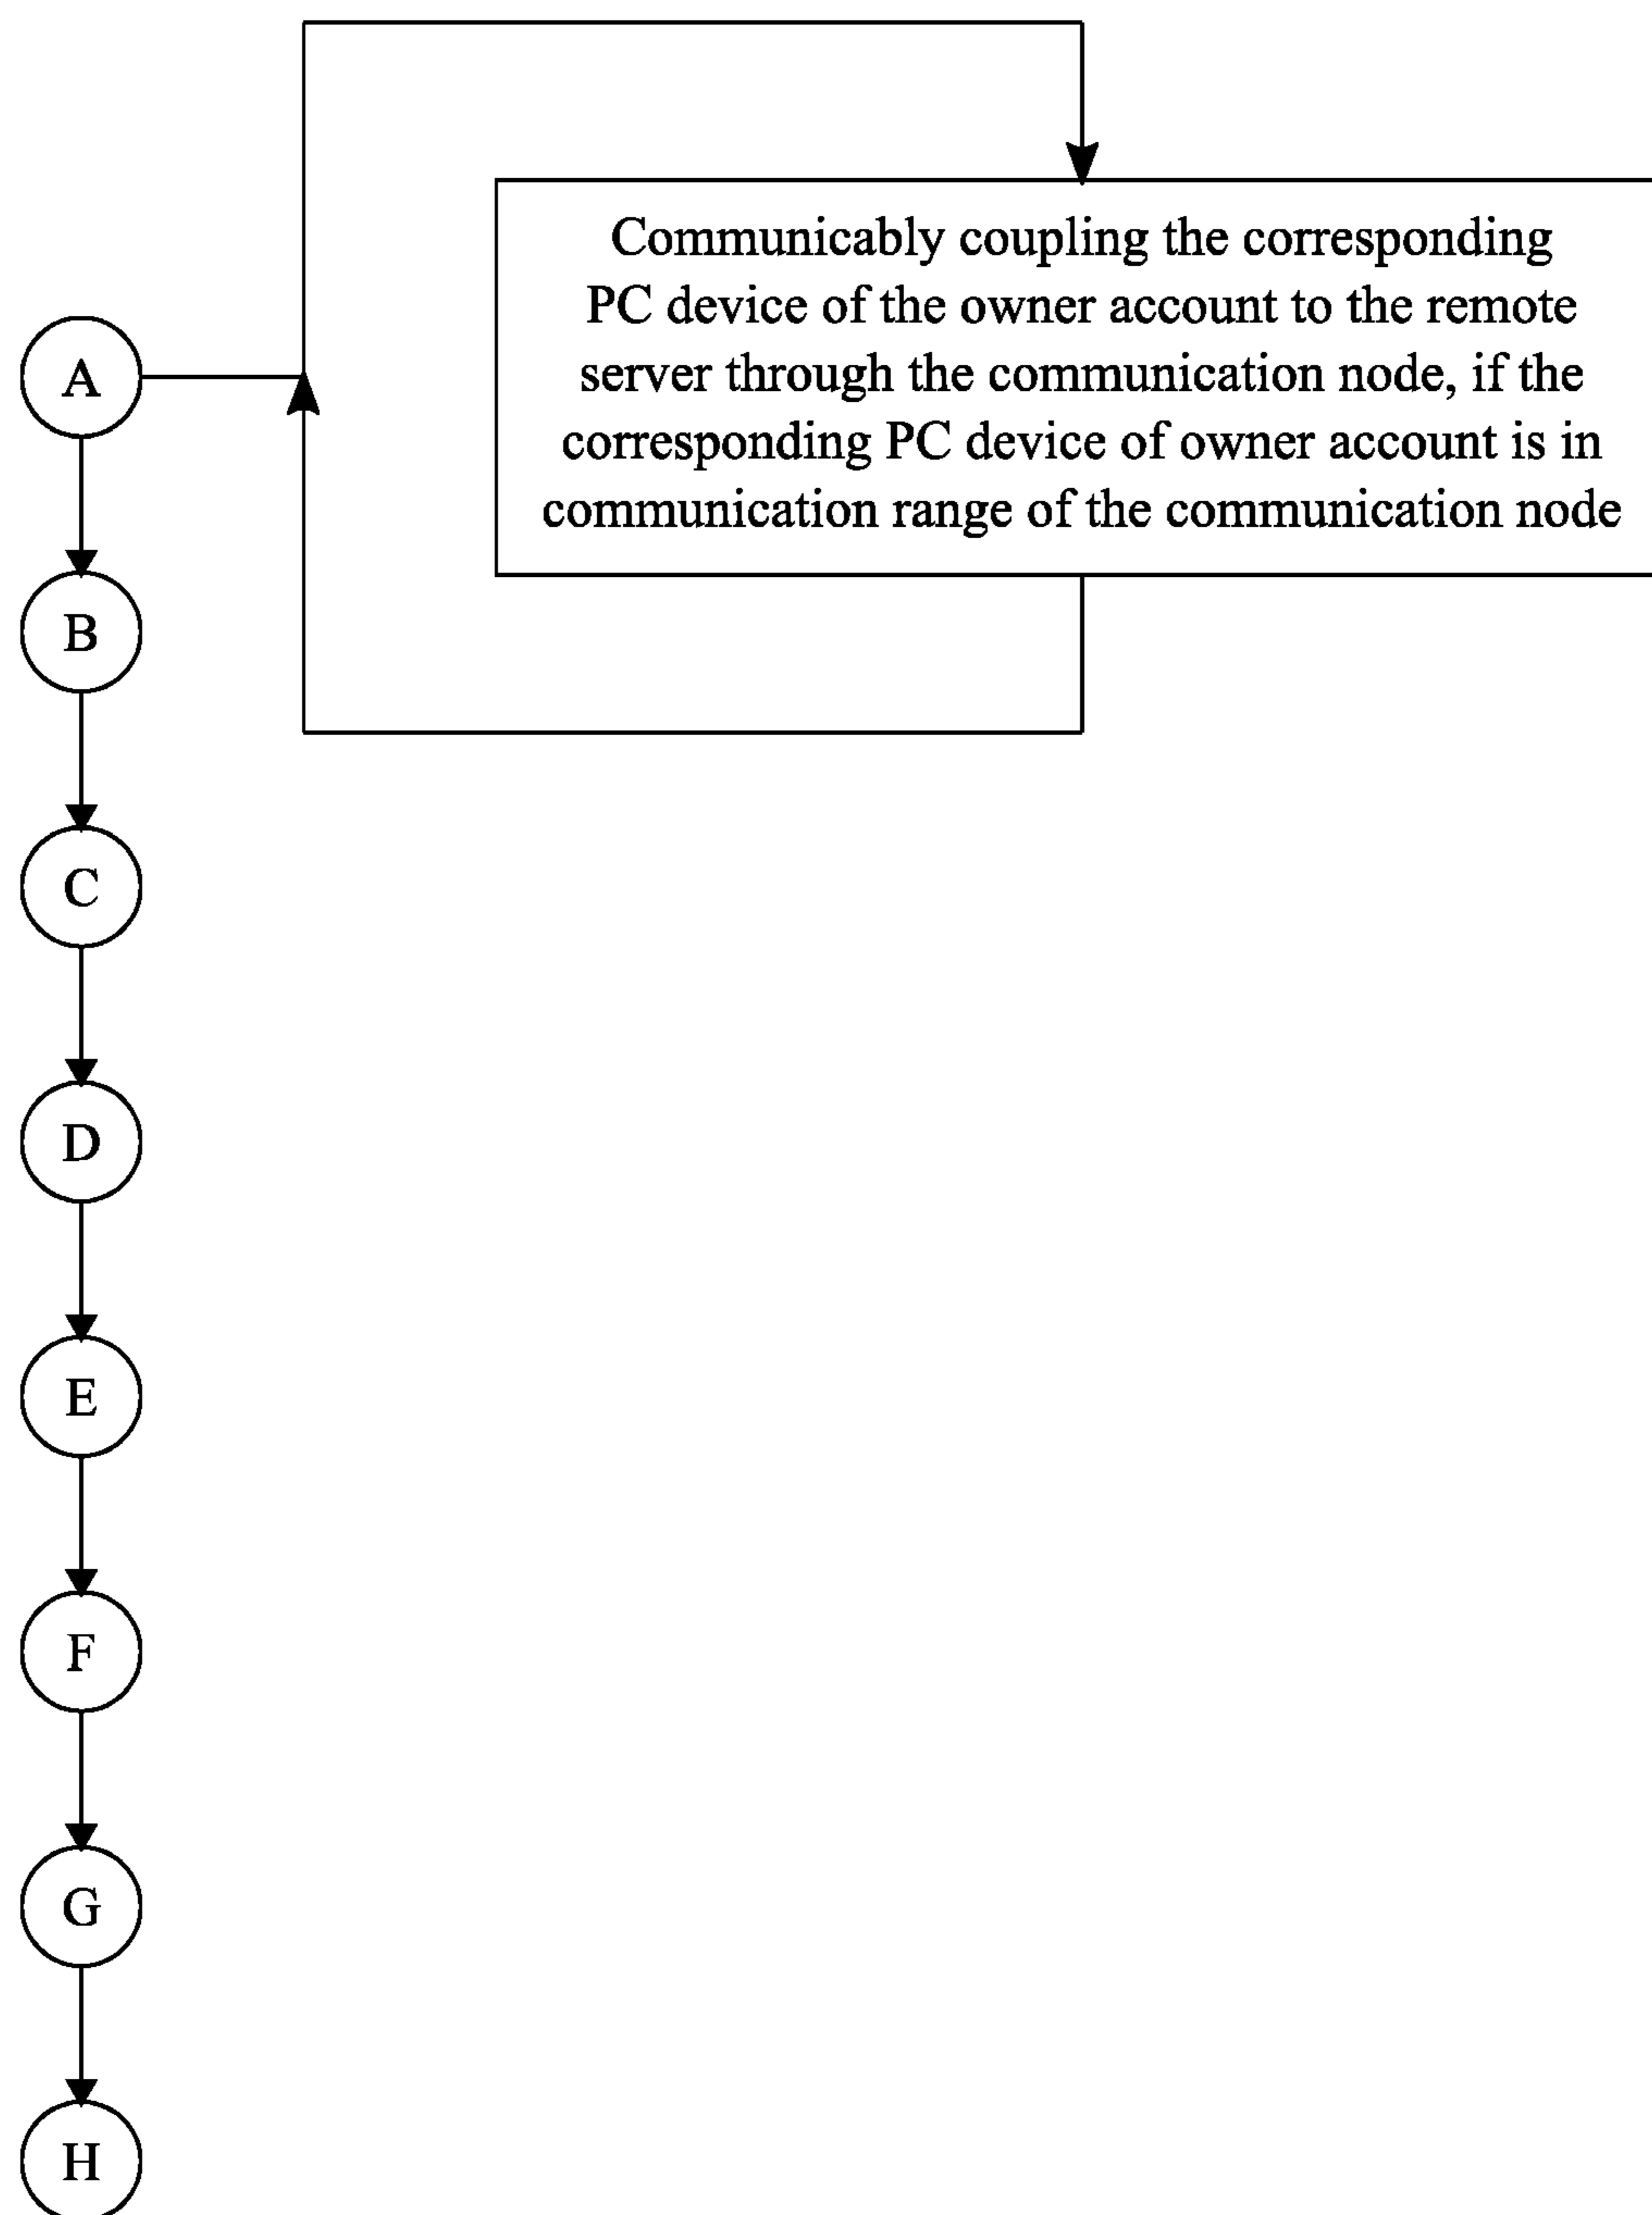 Communicably coupling the corresponding
PC device of the owner account to the remote
server through the communication node, if the
corresponding PC device of owner account is in
communication range of the communication node
A
B
C
D
E
F
G
H